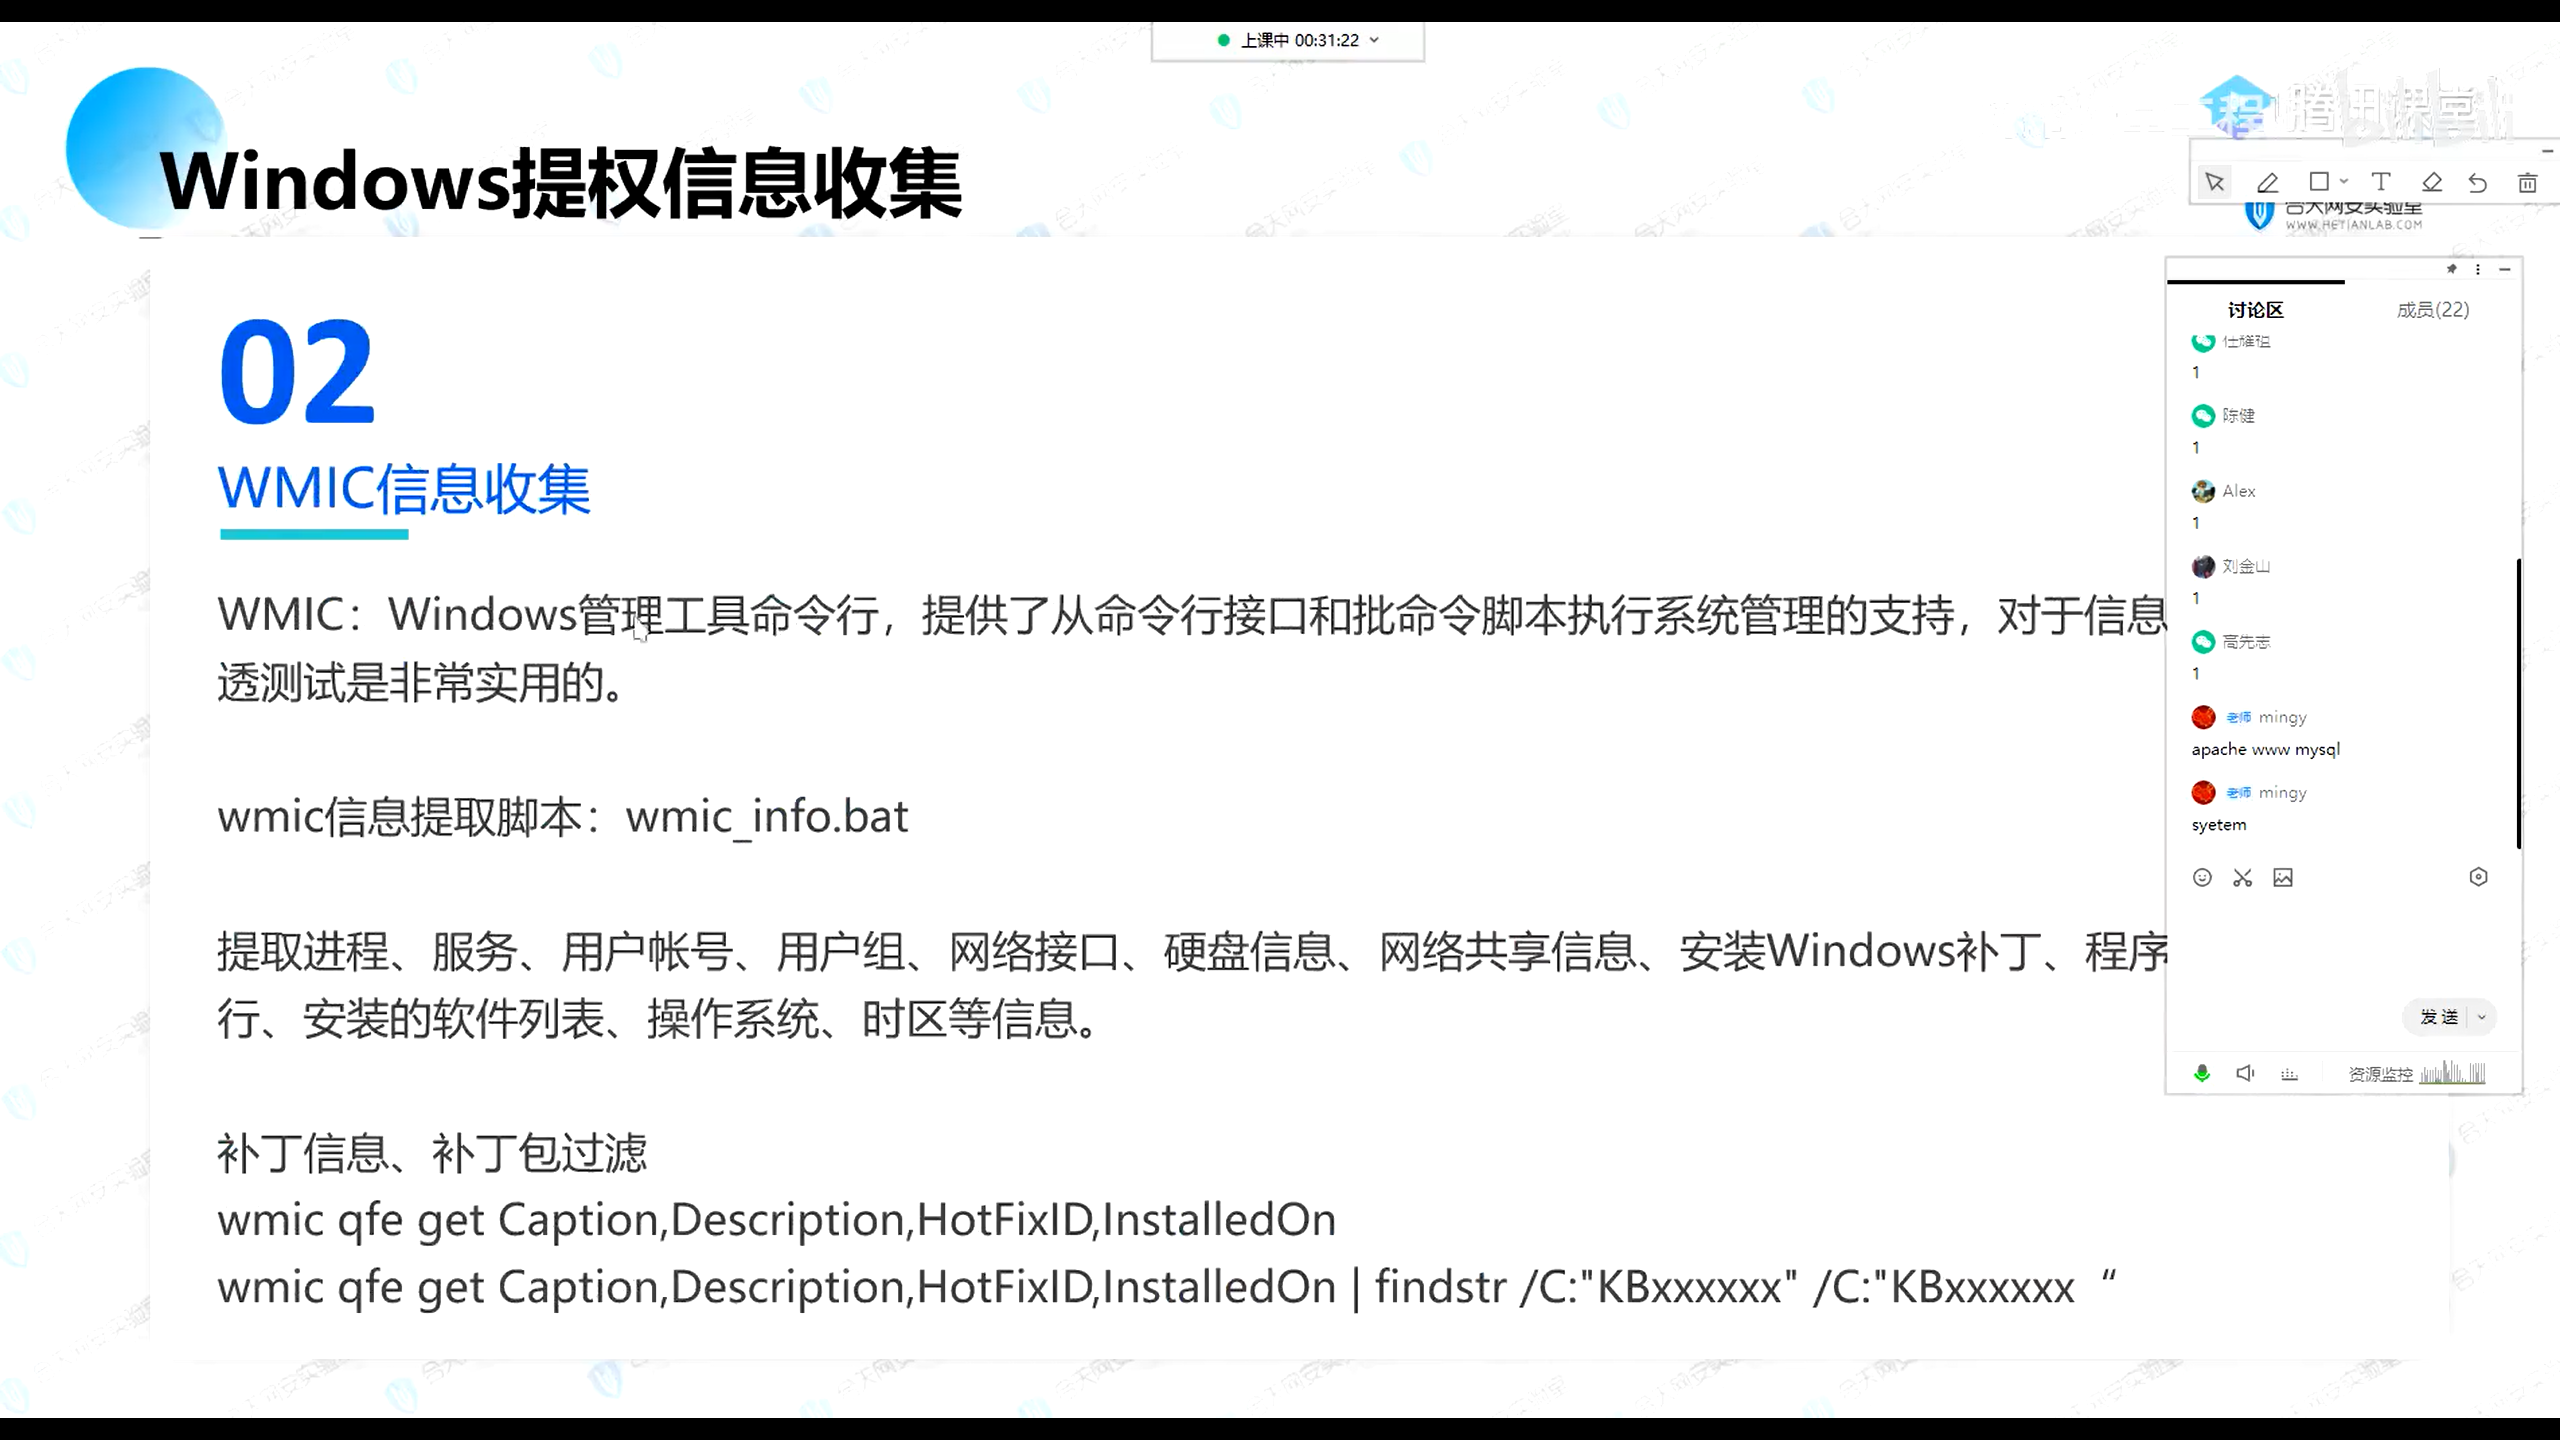 上课中 00:31:22
腾讯课堂
Windows提权信息收集
WWW.HETIANLAB.COM
02
WMIC信息收集
WMIC：Windows管理工具命令行，提供了从命令行接口和批命令脚本执行系统管理的支持，对于信息
透测试是非常实用的。
wmic信息提取脚本：wmic_info.bat
提取进程、服务、用户帐号、用户组、网络接口、硬盘信息、网络共享信息、安装Windows补丁、程序
行、安装的软件列表、操作系统、时区等信息。
补丁信息、补丁包过滤
wmic qfe get Caption,Description,HotFixID,InstalledOn
wmic qfe get Caption,Description,HotFixID,InstalledOn | findstr /C:"KBxxxxxx" /C:"KBxxxxxx “
讨论区 成员(22)
1
陈健
1
Alex
1
刘金山
1
高先志
1
老师 mingy
apache www mysql
老师 mingy
syetem
发送
资源监控